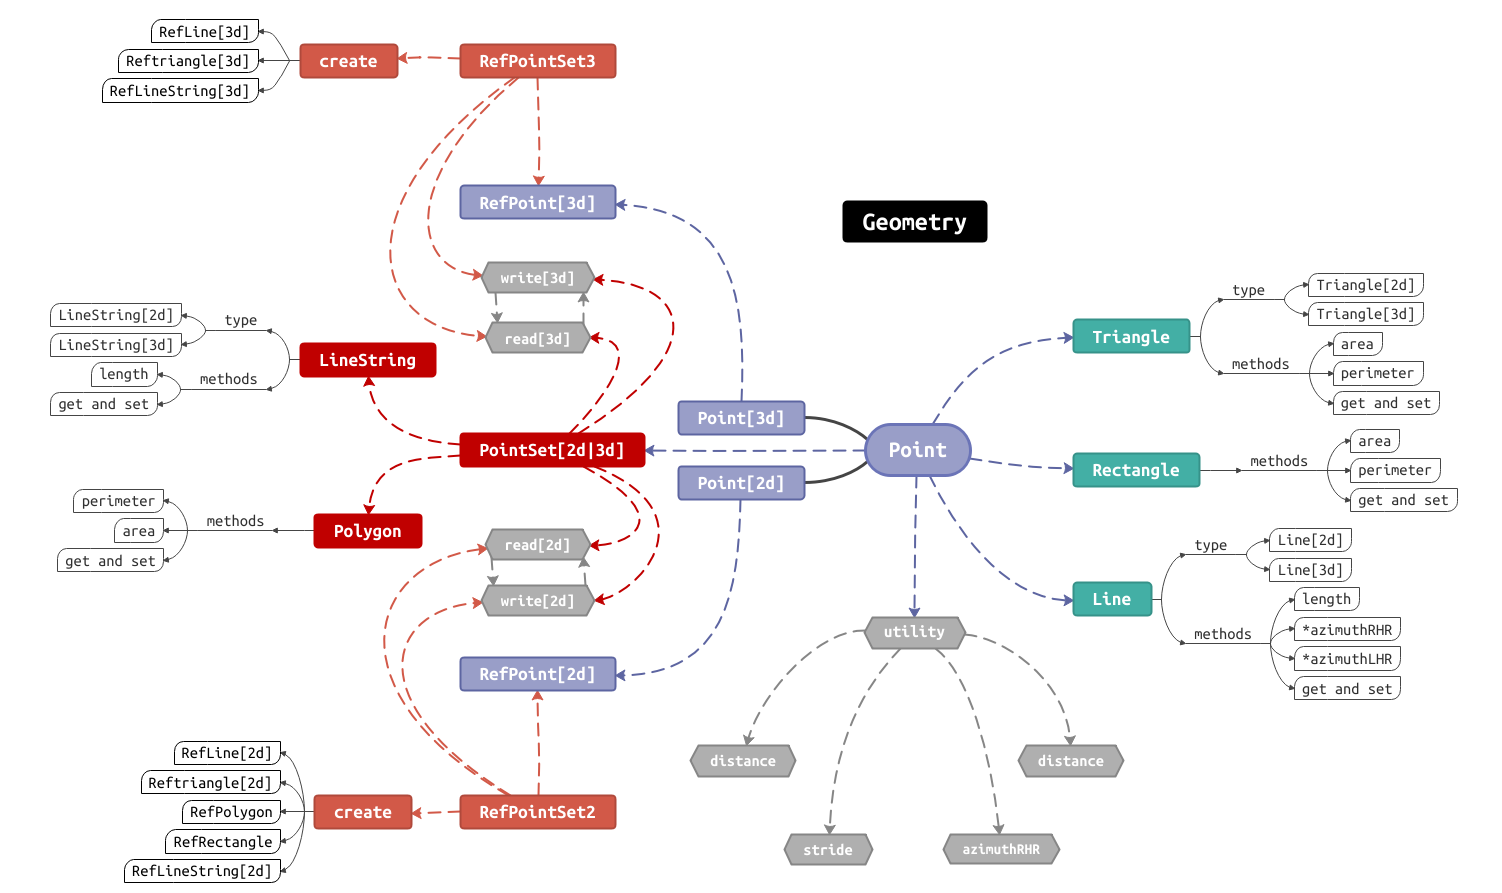 RefLine[3d]
Reftriangle[3d]
RefLineString[3d]
create
RefPointSet3
RefPoint[3d]
Geometry
write[3d]
read[3d]
LineString[2d]
LineString[3d]
type
length
get and set
methods
LineString
PointSet[2d|3d]
Point[3d]
Point[2d]
Point
Triangle
type
Triangle[2d]
Triangle[3d]
methods
area
perimeter
get and set
Rectangle
methods
area
perimeter
get and set
perimeter
area
get and set
methods
Polygon
read[2d]
write[2d]
Line
type
Line[2d]
Line[3d]
methods
length
*azimuthRHR
*azimuthLHR
get and set
utility
RefPoint[2d]
distance
distance
stride
azimuthRHR
RefLine[2d]
Reftriangle[2d]
RefPolygon
RefRectangle
RefLineString[2d]
create
RefPointSet2